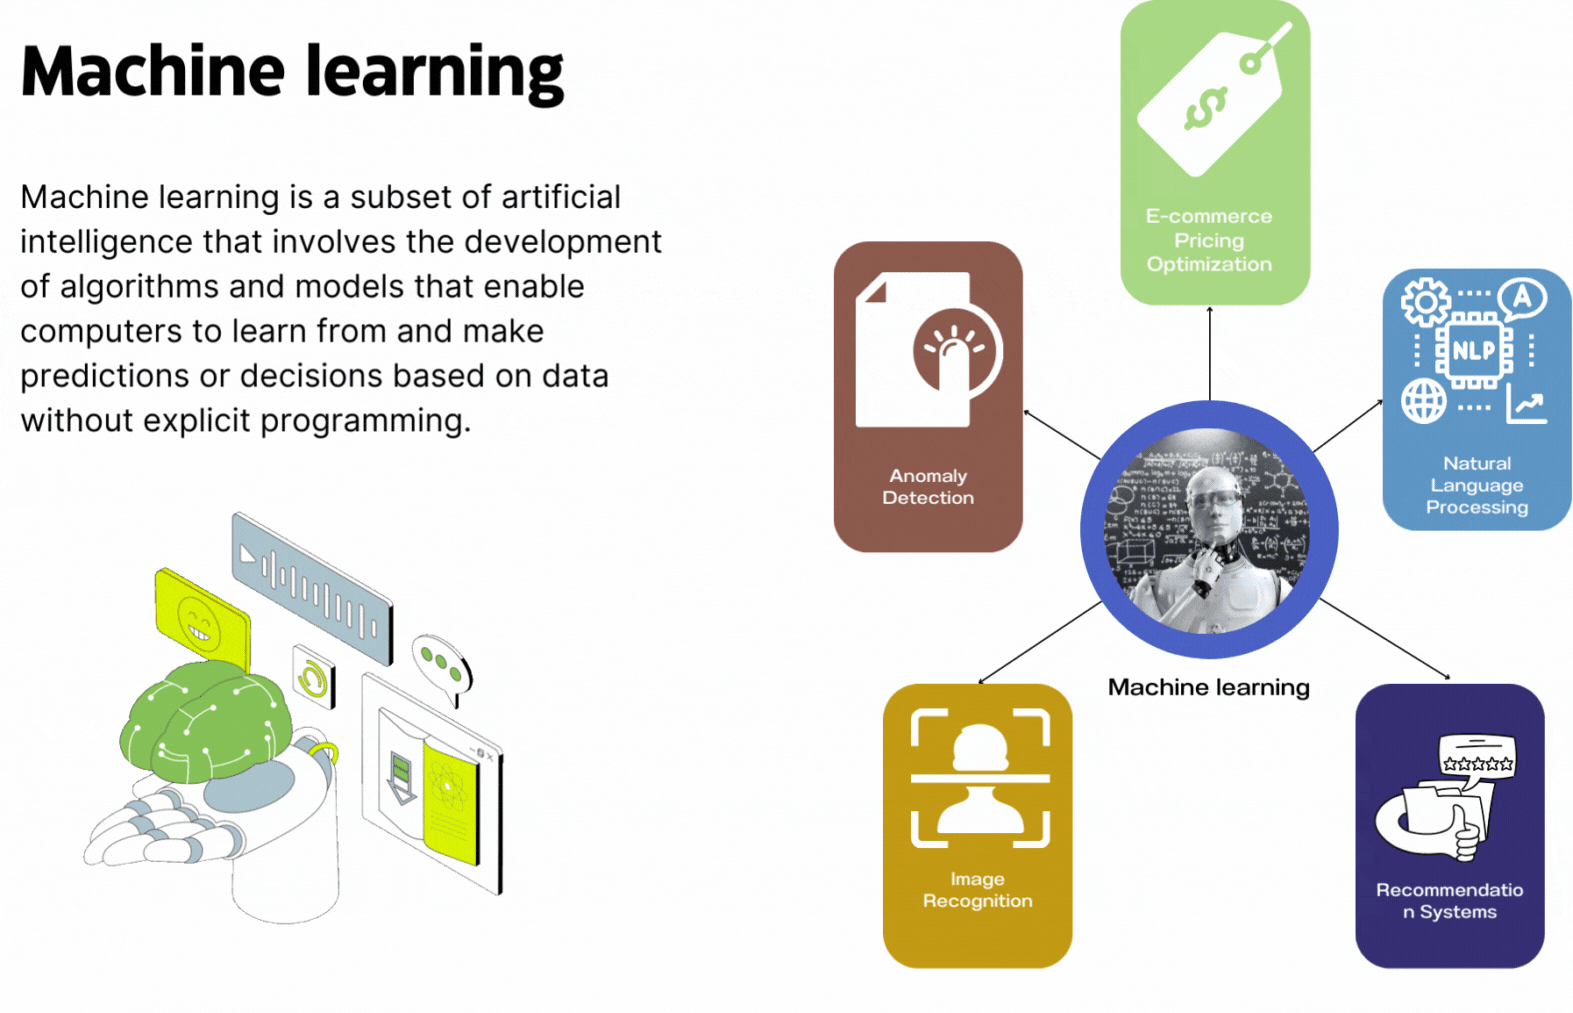 Machine learning
Machine learning is a subset of artificial
intelligence that involves the development
of algorithms and models that enable
computers to learn from and make
predictions or decisions based on data
without explicit programming.
E-commerce
Pricing
Optimization
Anomaly
Detection
A
NLP
Natural
Language
Processing
Machine learning
Image
Recognition
Recommendatio
n Systems